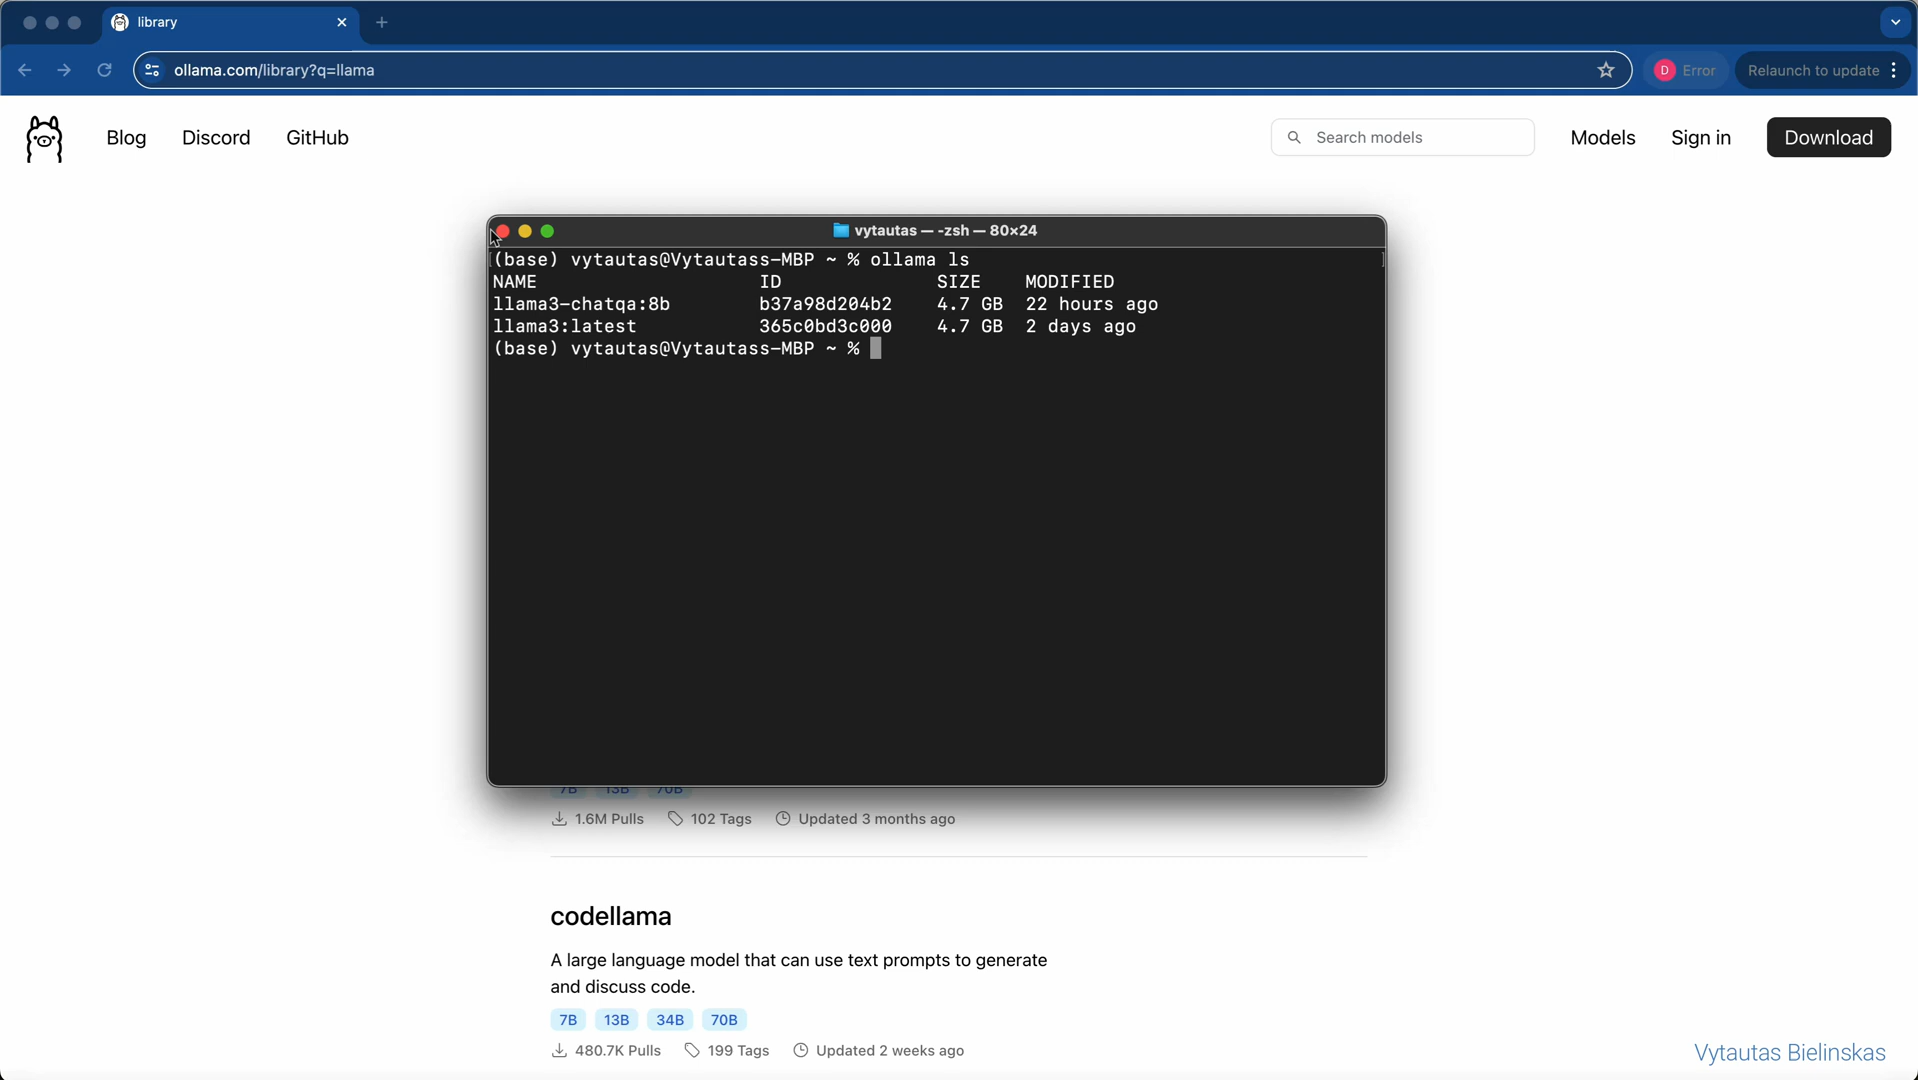 library
ollama.com/library?q=llama
D Error
Relaunch to update
Blog Discord GitHub
Search models
Models Sign in Download
vytautas — -zsh — 80×24
(base) vytautas@Vytautass-MBP ~ % ollama ls
NAME ID SIZE MODIFIED
llama3-chatqa:8b b37a98d204b2 4.7 GB 22 hours ago
llama3:latest 365c0bd3c000 4.7 GB 2 days ago
(base) vytautas@Vytautass-MBP ~ %
7B 13B 70B
1.6M Pulls 102 Tags Updated 3 months ago
codellama
A large language model that can use text prompts to generate
and discuss code.
7B 13B 34B 70B
480.7K Pulls 199 Tags Updated 2 weeks ago
Vytautas Bielinskas